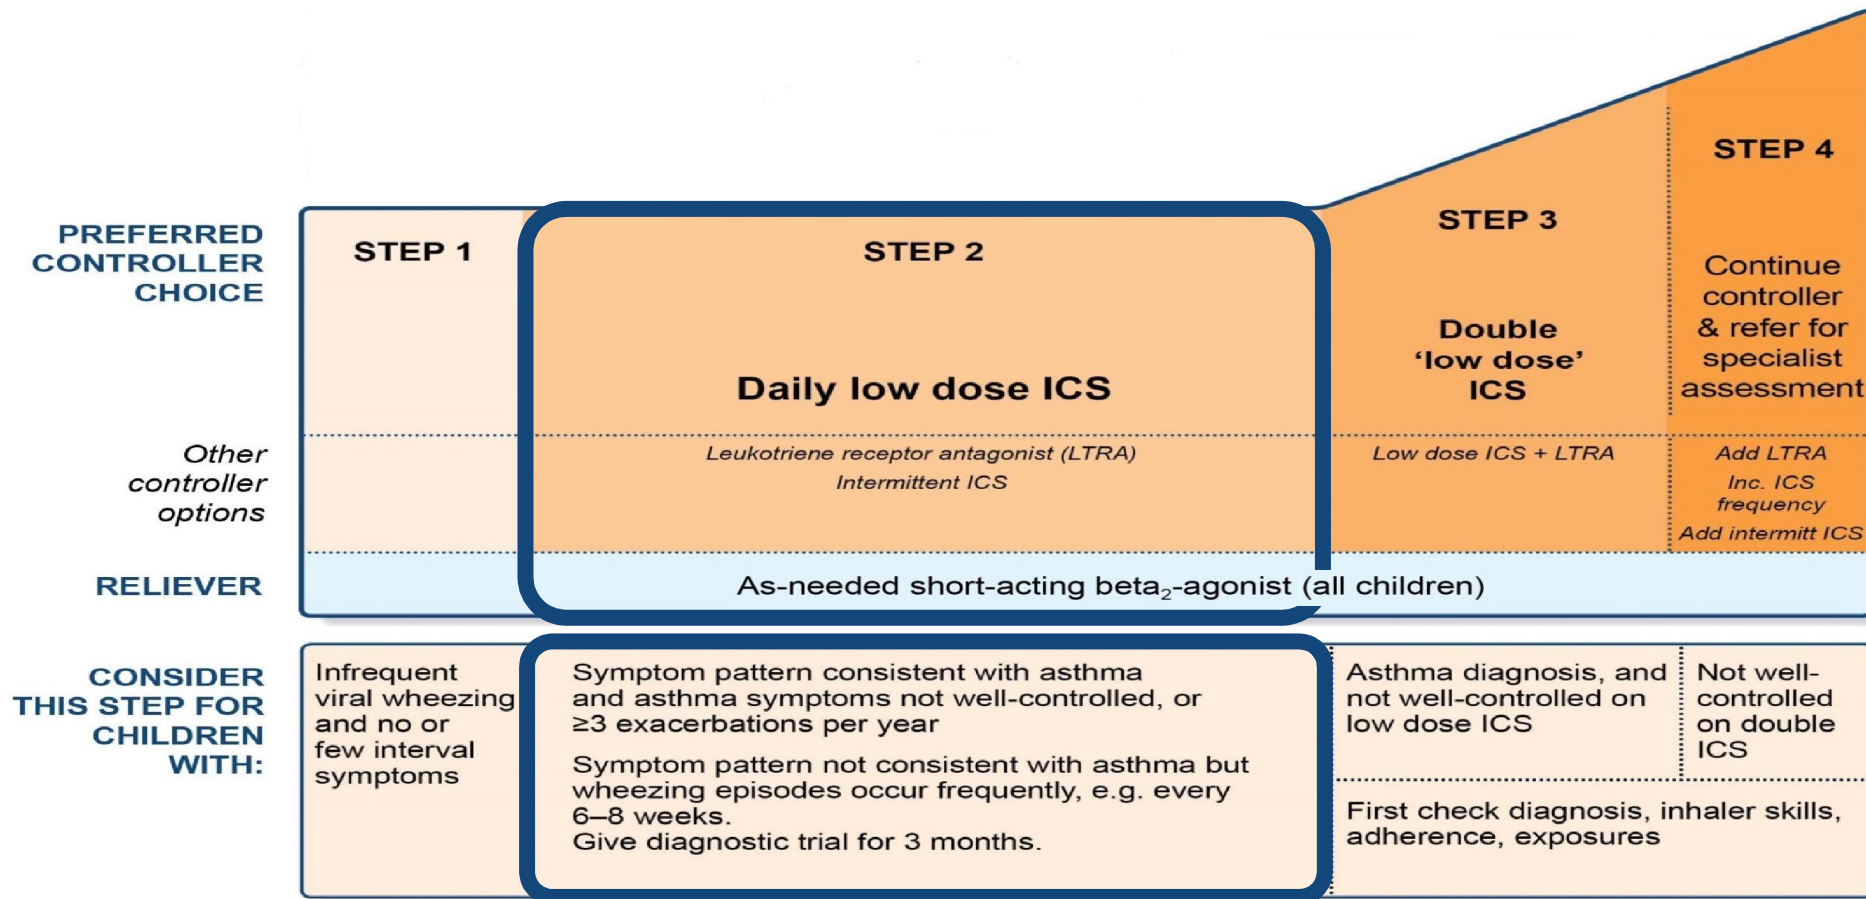 PREFERRED
CONTROLLER
CHOICE
STEP 1
STEP 2
Daily low dose ICS
STEP 3
Double
‘low dose’
ICS
STEP 4
Continue
controller
& refer for
specialist
assessment
Other
controller
options
Leukotriene receptor antagonist (LTRA)
Intermittent ICS
Low dose ICS + LTRA
Add LTRA
Inc. ICS
frequency
Add intermitt ICS
RELIEVER
As-needed short-acting beta₂-agonist (all children)
CONSIDER
THIS STEP FOR
CHILDREN
WITH:
Infrequent
viral wheezing
and no or
few interval
symptoms
Symptom pattern consistent with asthma
and asthma symptoms not well-controlled, or
≥3 exacerbations per year
Symptom pattern not consistent with asthma but
wheezing episodes occur frequently, e.g. every
6–8 weeks.
Give diagnostic trial for 3 months.
Asthma diagnosis, and
not well-controlled on
low dose ICS
Not well-
controlled
on double
ICS
First check diagnosis, inhaler skills,
adherence, exposures